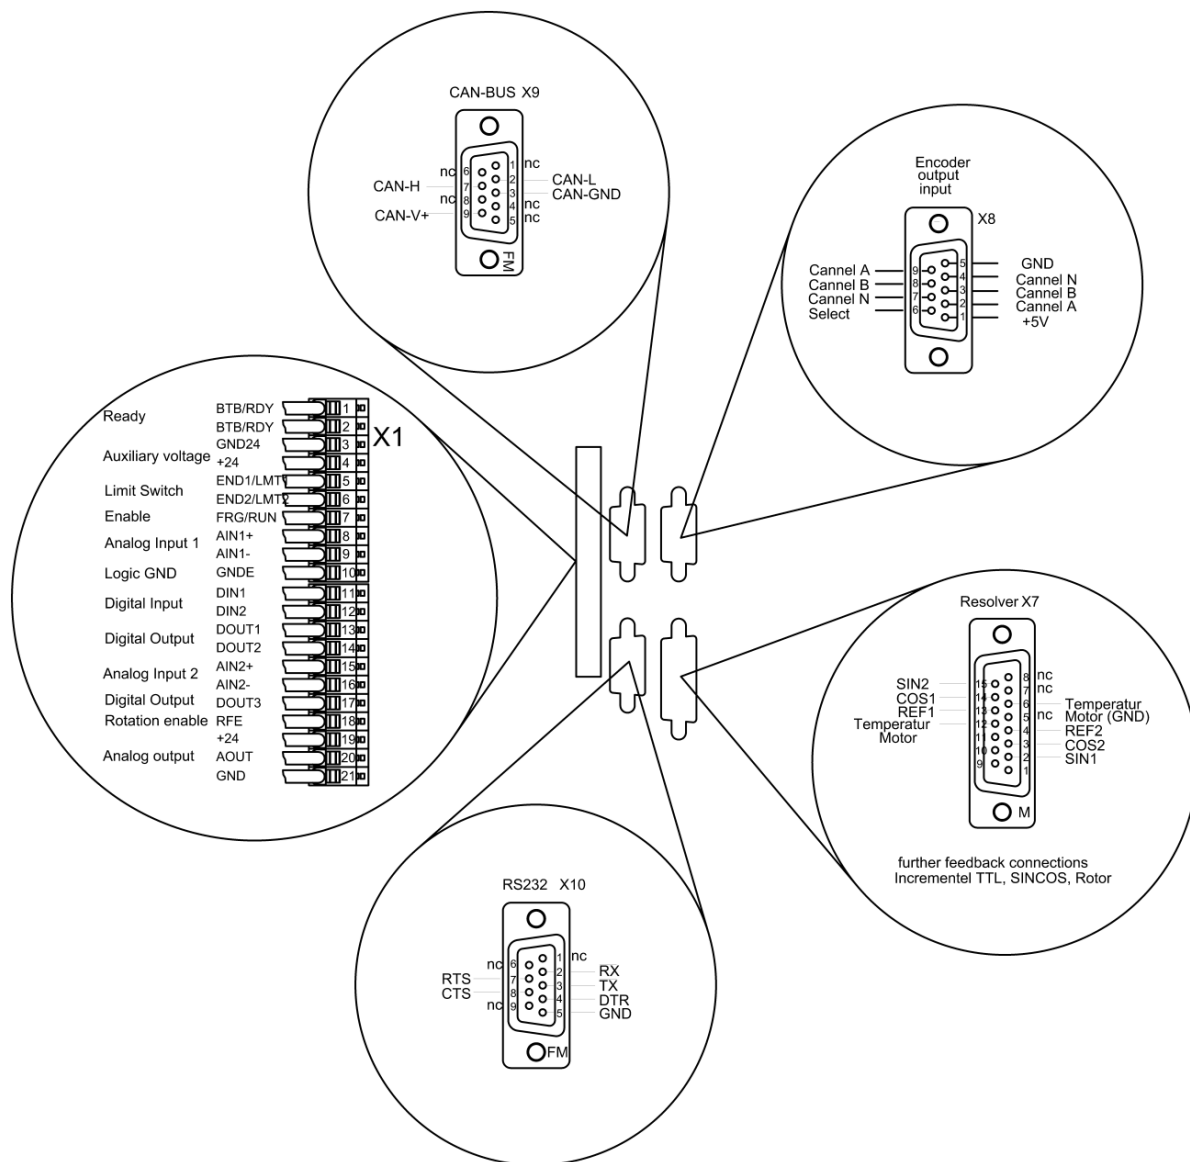 CAN-BUS X9
nc 6 1 nc
CAN-H 7 2 CAN-L
nc 8 3 CAN-GND
CAN-V+ 9 4 nc
5 nc
FM
Encoder
output
input
X8
Cannel A 9 5 GND
Cannel B 8 4 Cannel N
Cannel N 7 3 Cannel B
Select 6 2 Cannel A
1 +5V
X1
Ready BTB/RDY 1
BTB/RDY 2
GND24 3
Auxiliary voltage +24 4
END1/LMT1 5
Limit Switch END2/LMT2 6
Enable FRG/RUN 7
Analog Input 1 AIN1+ 8
AIN1- 9
Logic GND GNDE 10
Digital Input DIN1 11
DIN2 12
Digital Output DOUT1 13
DOUT2 14
Analog Input 2 AIN2+ 15
AIN2- 16
Digital Output DOUT3 17
Rotation enable RFE 18
+24 19
Analog output AOUT 20
GND 21
Resolver X7
8 nc
SIN2 15 7 nc
COS1 14 6 Temperatur
Motor (GND)
REF1 13 5 nc
Temperatur
Motor
12 4 REF2
11 3 COS2
10 2 SIN1
9 1
M
further feedback connections
Incrementel TTL, SINCOS, Rotor
RS232 X10
nc 6 1 nc
RTS 7 2 RX
CTS 8 3 TX
nc 9 4 DTR
5 GND
FM